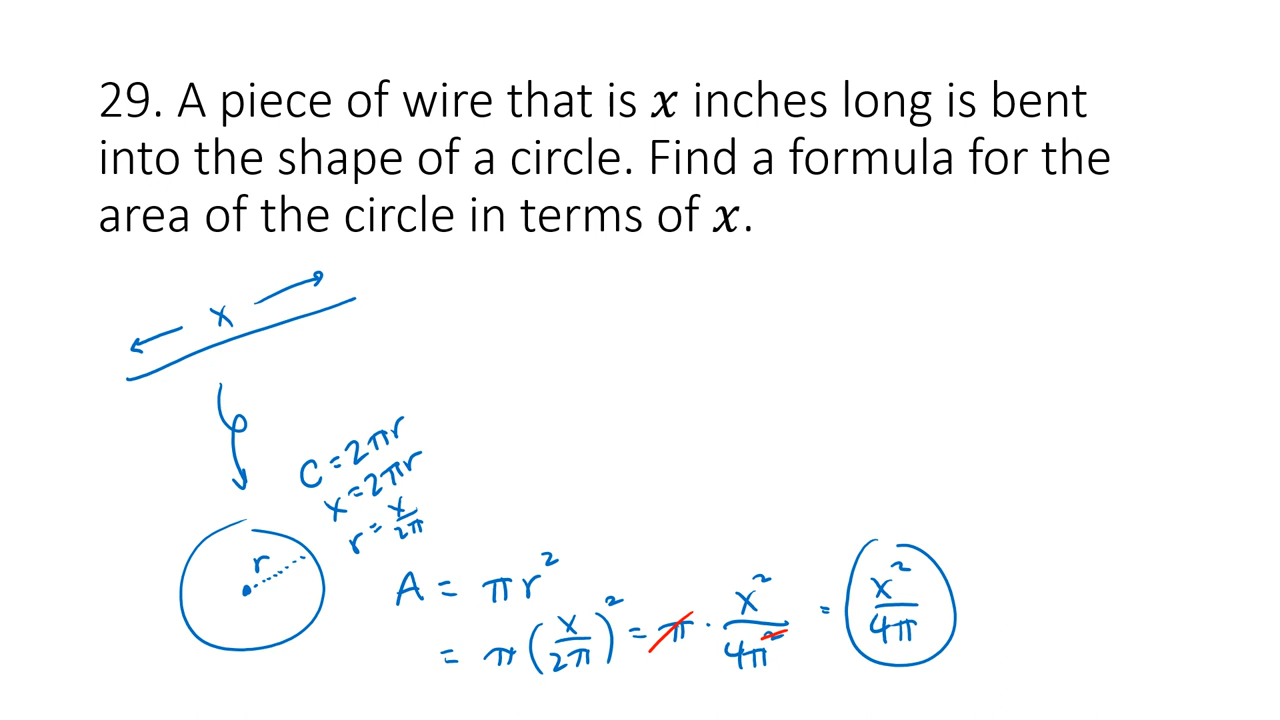 29. A piece of wire that is 𝑥 inches long is bent
into the shape of a circle. Find a formula for the
area of the circle in terms of 𝑥.
x
C = 2πr
x = 2πr
r = x/2π
r
A = πr²
= π(x/2π)² = π · x²/4π² = x²/4π